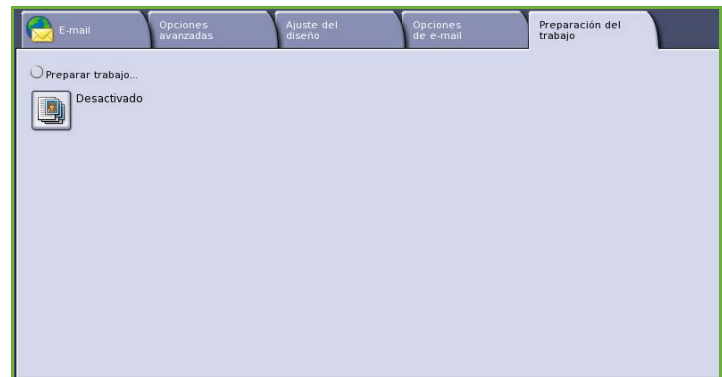 E-mail
Opciones
avanzadas
Ajuste del
diseño
Opciones
de e-mail
Preparación del
trabajo
Preparar trabajo...
Desactivado